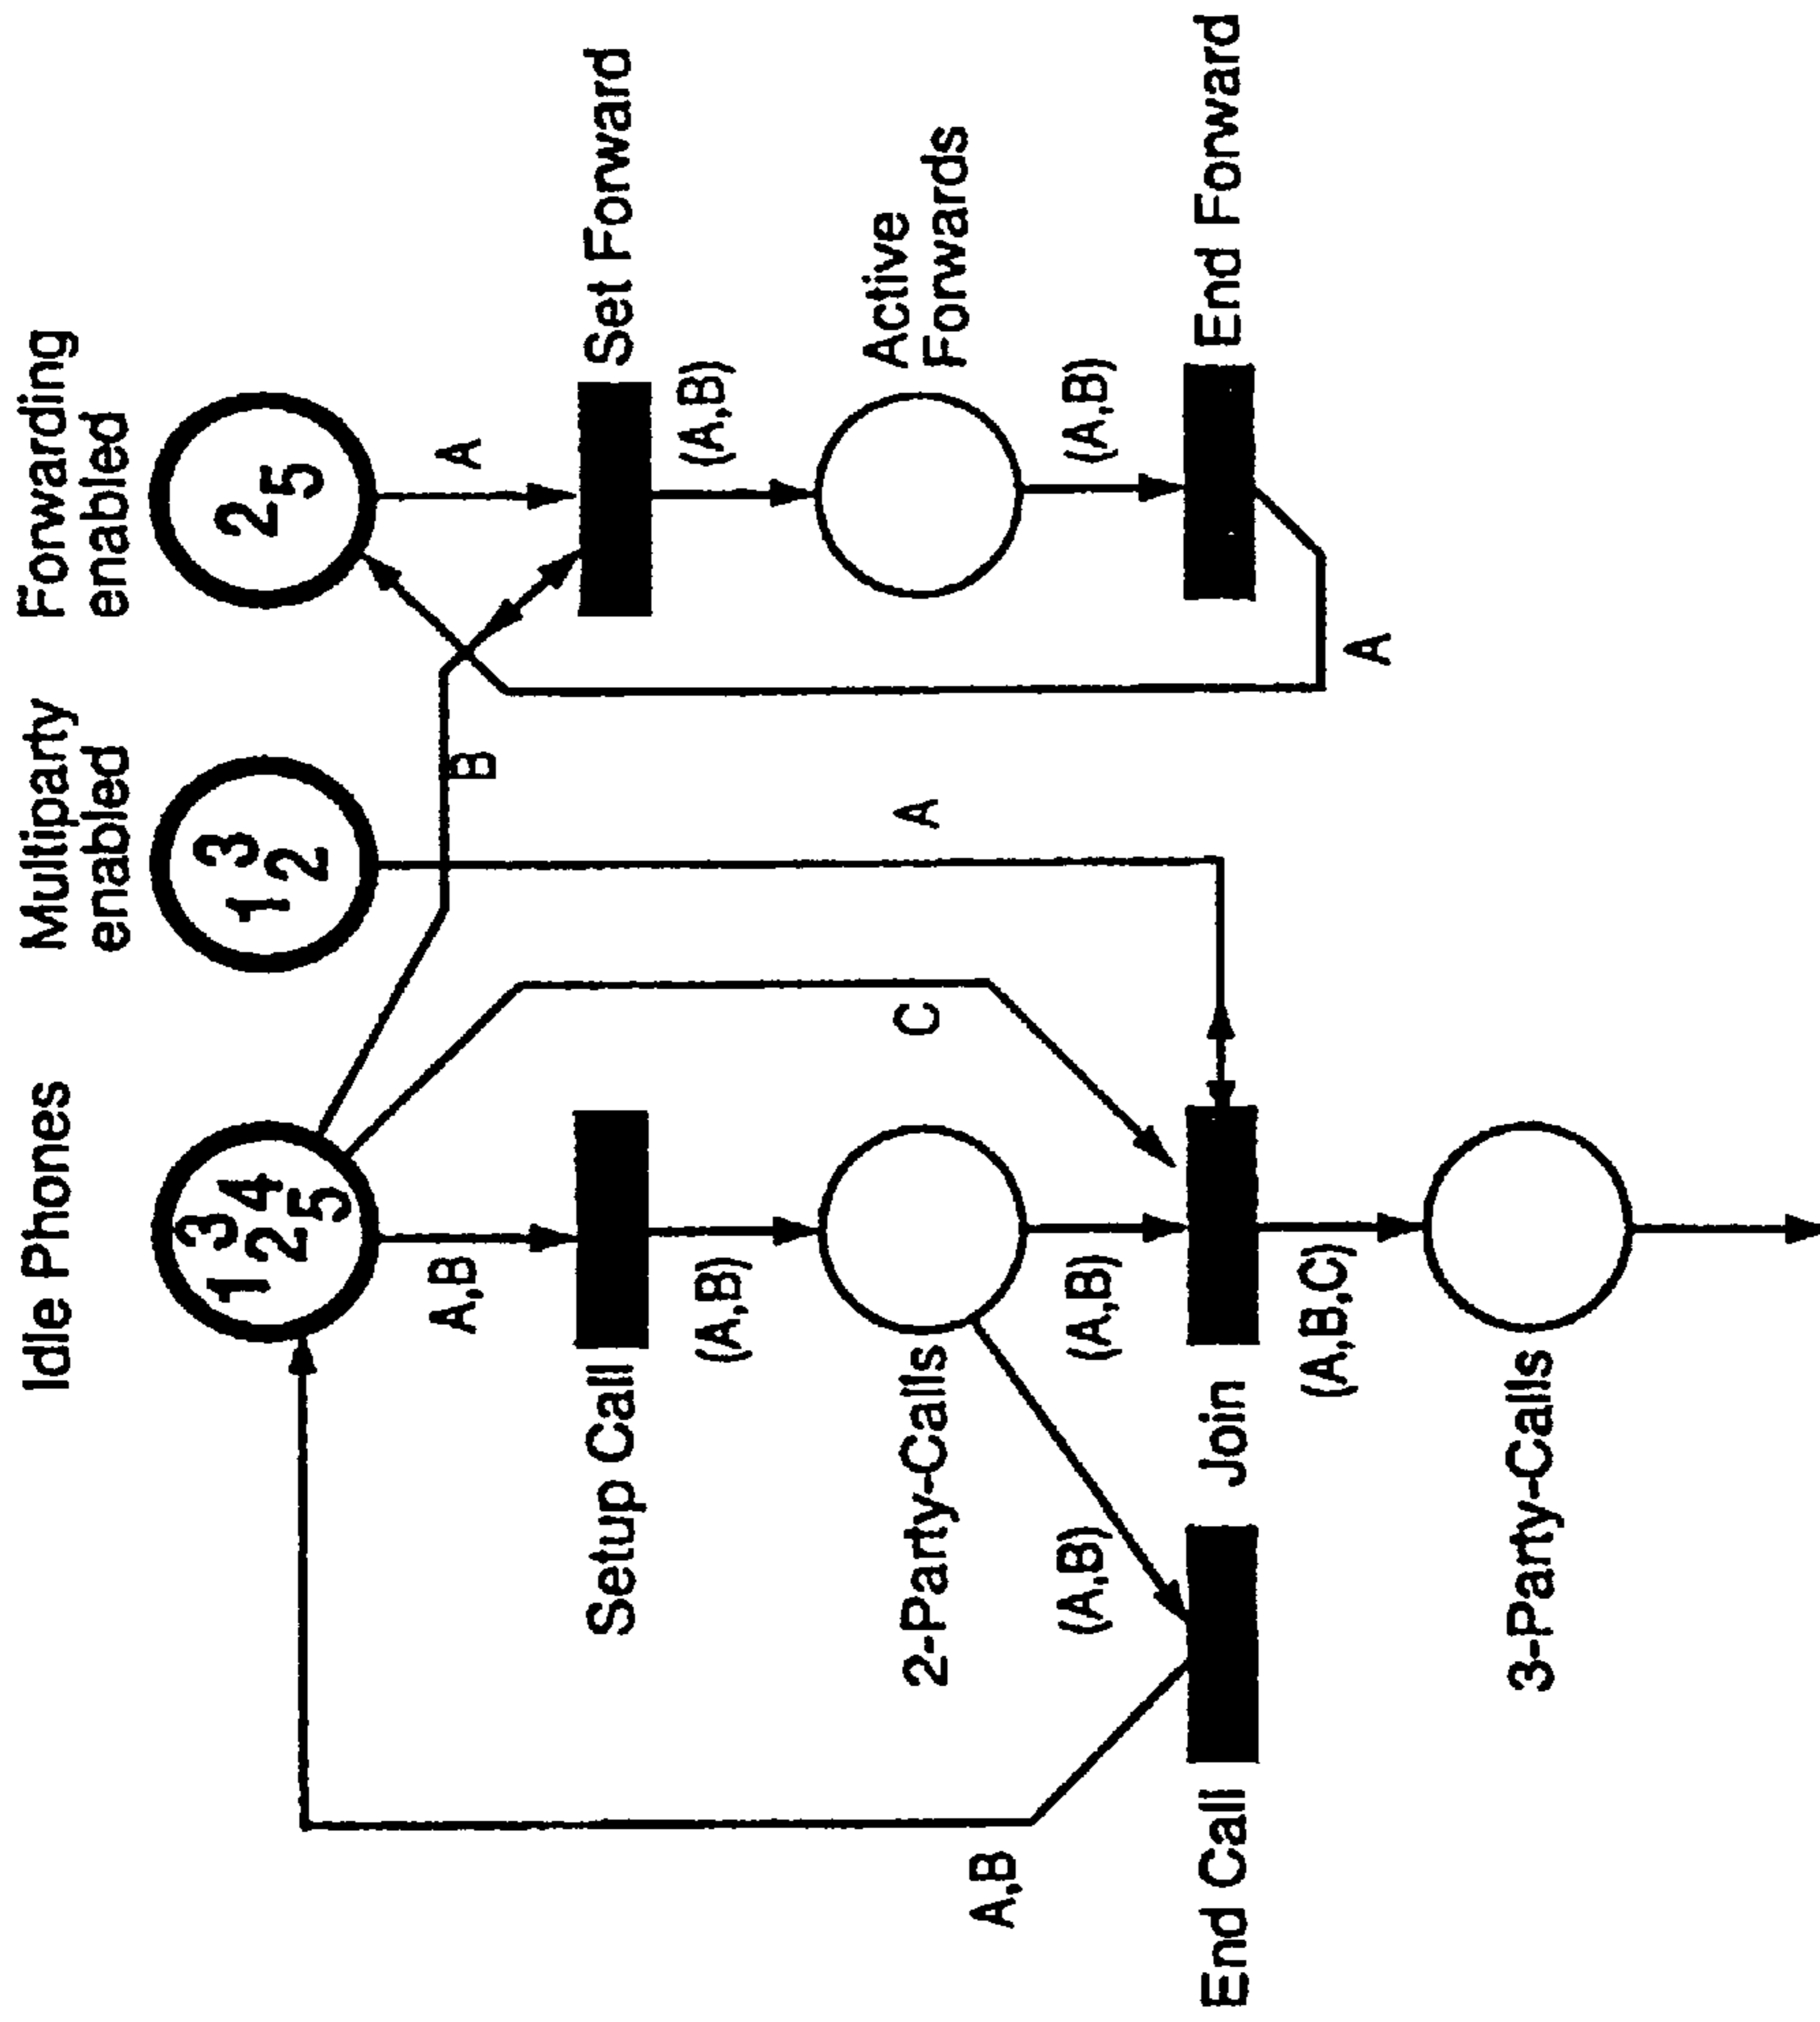 Idle Phones
Multiparty
enabled
Forwarding
enabled
1 3 4
2 5
1 3
2
2 5
A,B
B
A
Setup Call
Set Forward
(A,B)
(A,B)
C
A
2-Party-Calls
Active
Forwards
A,B
(A,B)
(A,B)
(A,B)
End Call
Join
End Forward
(A,B,C)
A
3-Party-Calls